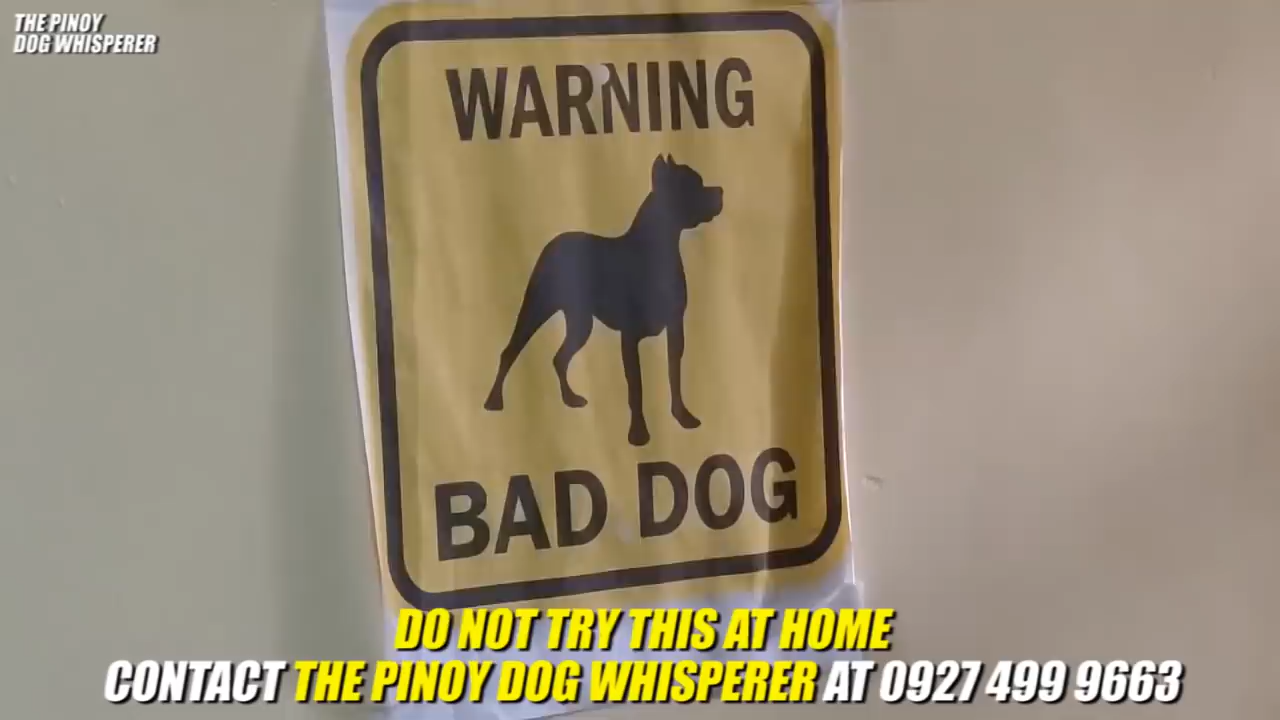 THE PINOY
DOG WHISPERER
WARNING
BAD DOG
DO NOT TRY THIS AT HOME
CONTACT THE PINOY DOG WHISPERER AT 0927 499 9663